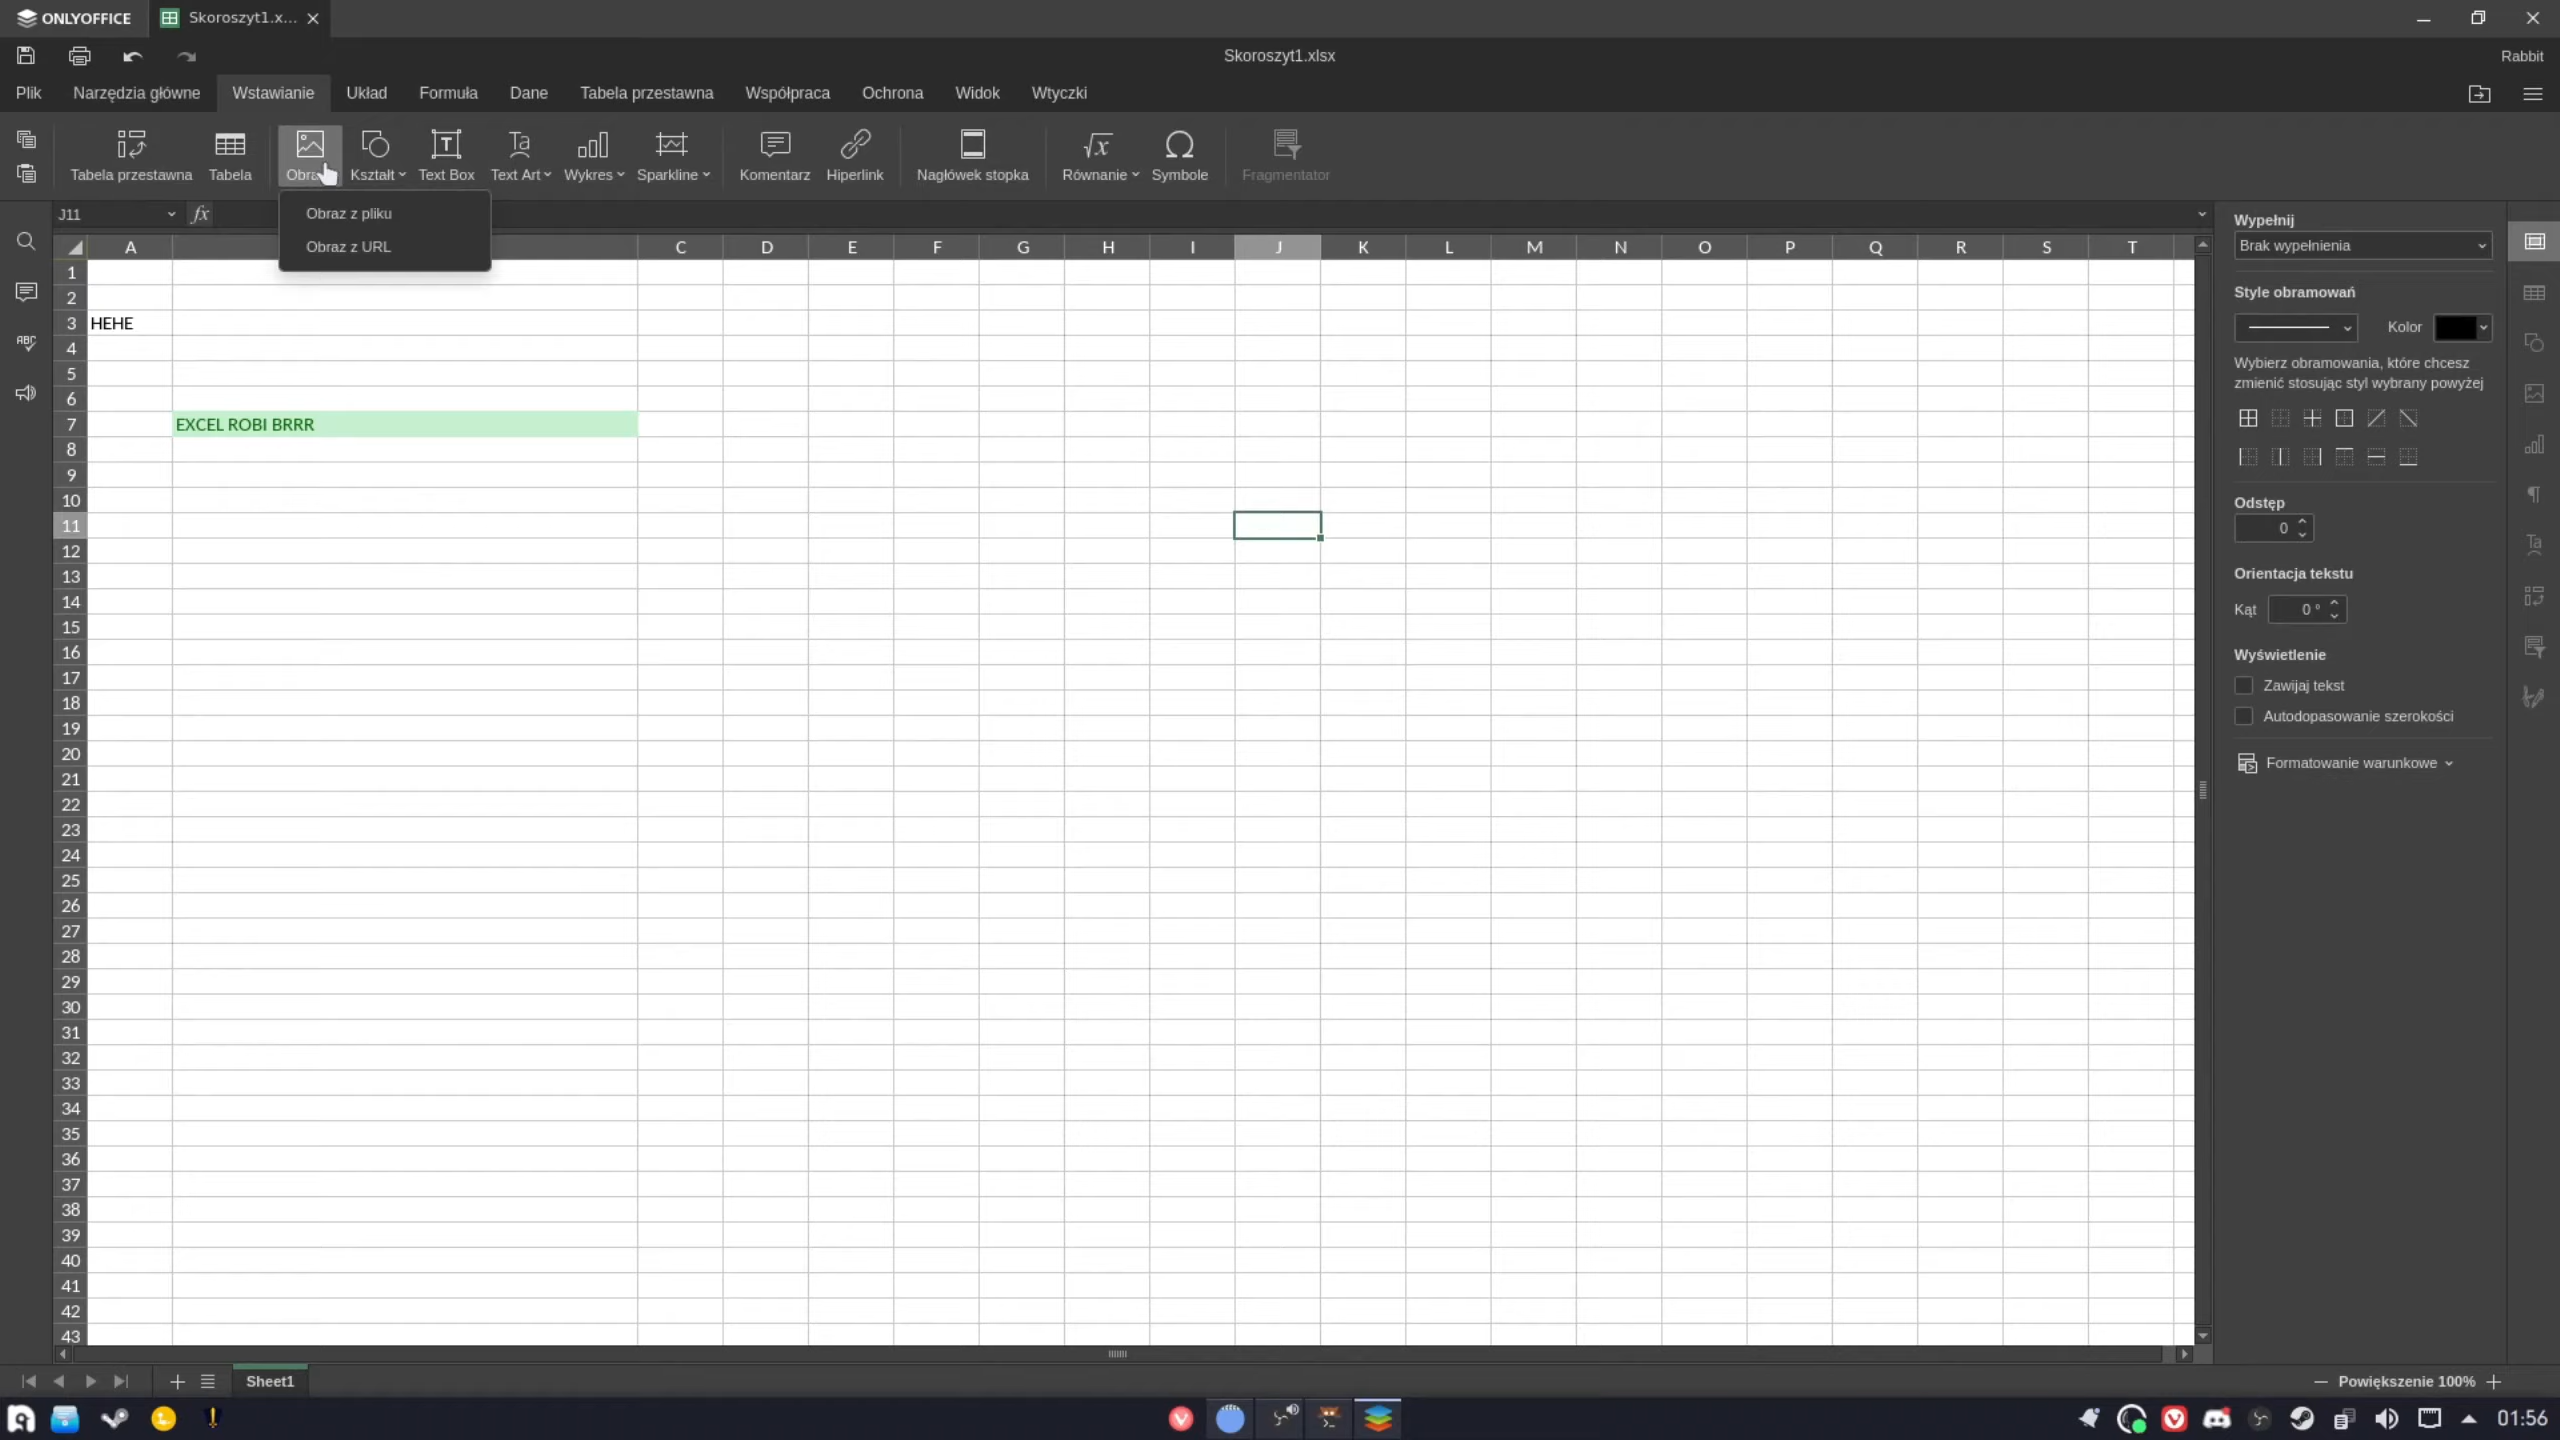 ONLYOFFICE
Skoroszyt1.x...
Skoroszyt1.xlsx
Rabbit
Plik Narzędzia główne Wstawianie Układ Formuła Dane Tabela przestawna Współpraca Ochrona Widok Wtyczki
Tabela przestawna Tabela Kształt Text Box Text Art Wykres Sparkline Komentarz Hiperlink Nagłówek stopka Równanie Symbole Fragmentator
J11 fx
Obraz z pliku
Obraz z URL
A C D E F G H I J K L M N O P Q R S T
1
2
3 HEHE
4
5
6
7 EXCEL ROBI BRRR
8
9
10
11
12
13
14
15
16
17
18
19
20
21
22
23
24
25
26
27
28
29
30
31
32
33
34
35
36
37
38
39
40
41
42
43
Wypełnij
Brak wypełnienia
Style obramowań
Kolor
Wybierz obramowania, które chcesz
zmienić stosując styl wybrany powyżej
Odstęp
0
Orientacja tekstu
Kąt 0 °
Wyświetlenie
Zawijaj tekst
Autodopasowanie szerokości
Formatowanie warunkowe
Sheet1
Powiększenie 100%
01:56